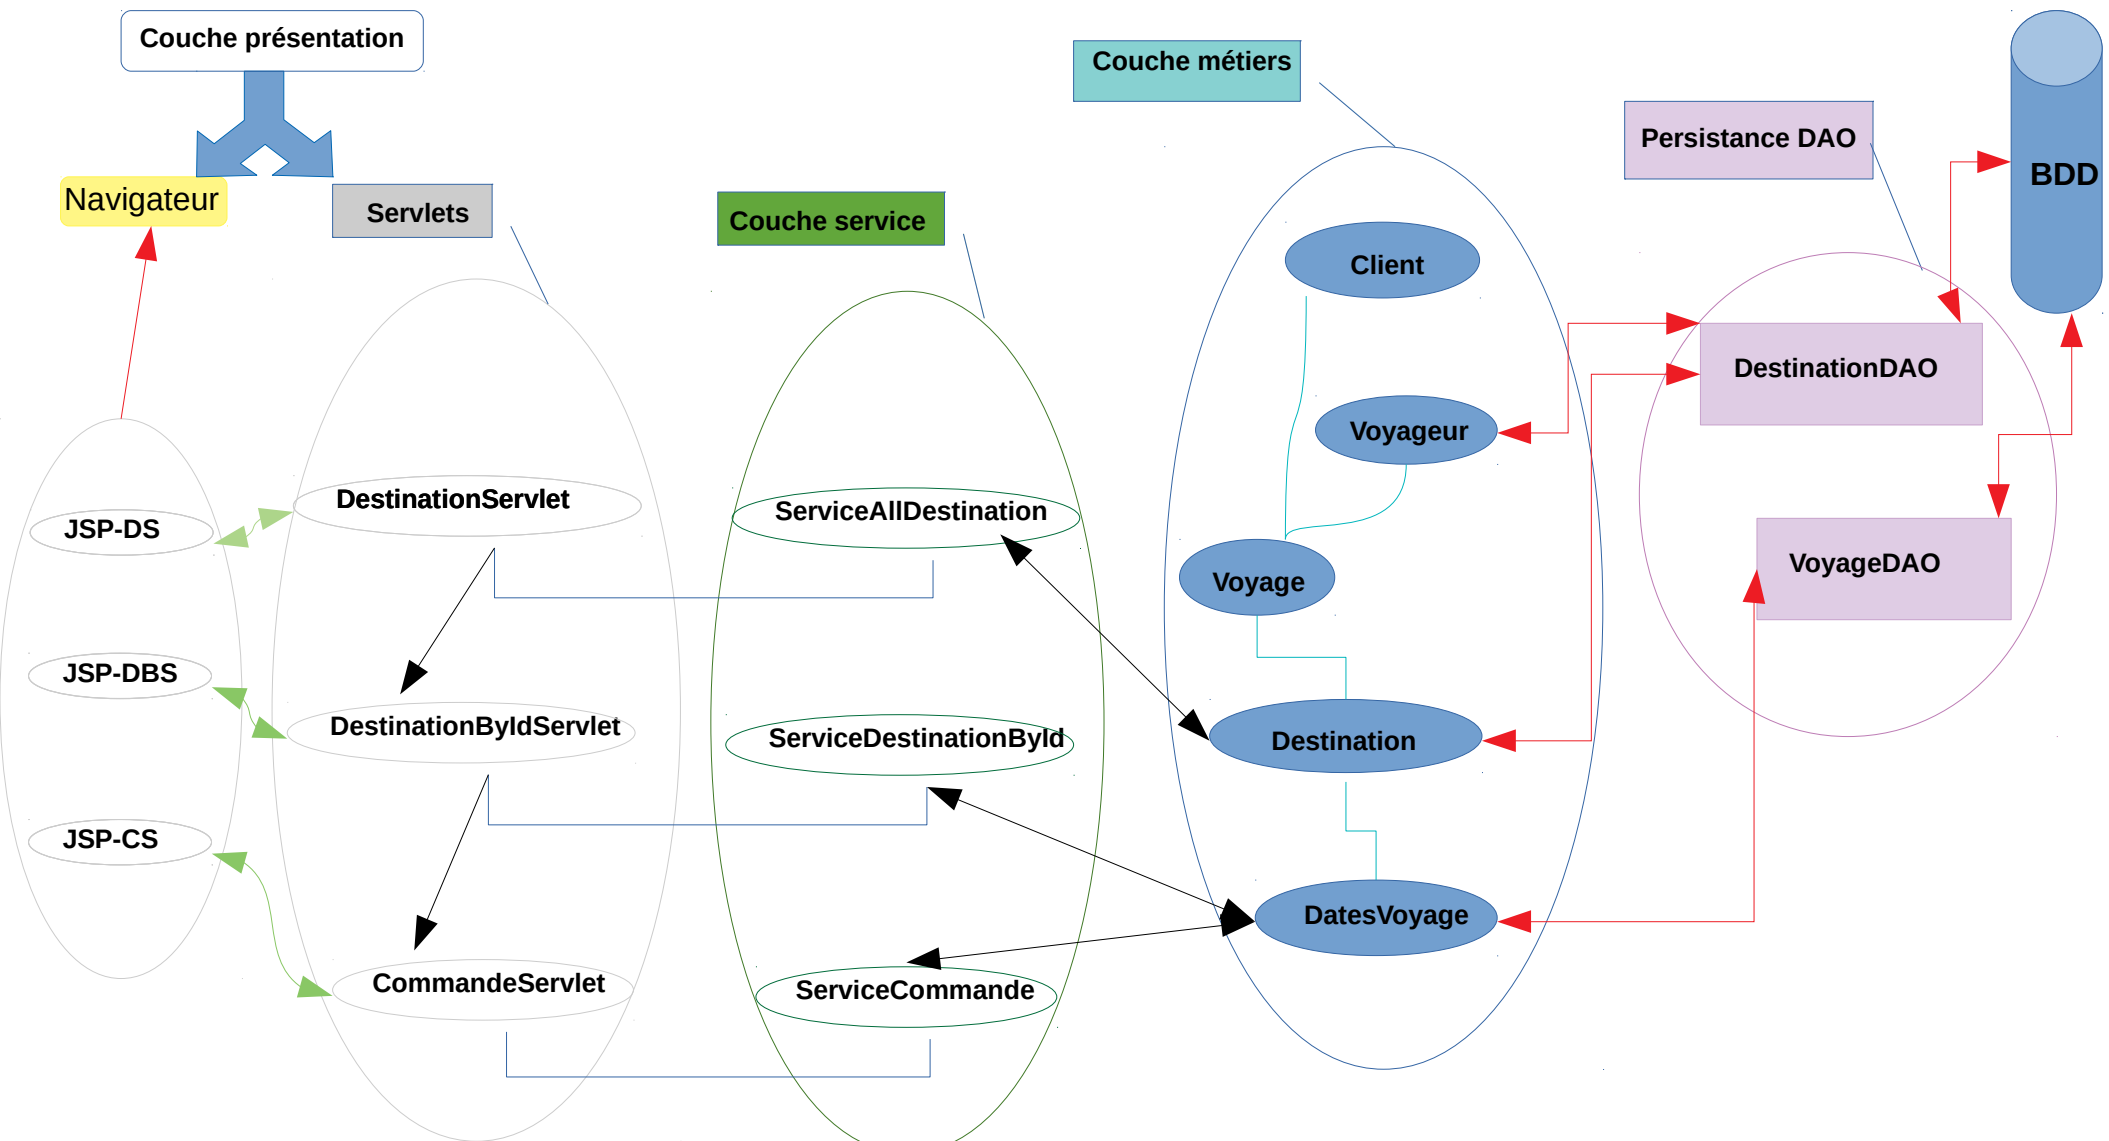 Couche présentation
Navigateur
Servlets
Couche service
Couche métiers
Persistance DAO
BDD
JSP-DS
JSP-DBS
JSP-CS
DestinationServlet
DestinationByIdServlet
CommandeServlet
ServiceAllDestination
ServiceDestinationById
ServiceCommande
Client
Voyageur
Voyage
Destination
DatesVoyage
DestinationDAO
VoyageDAO